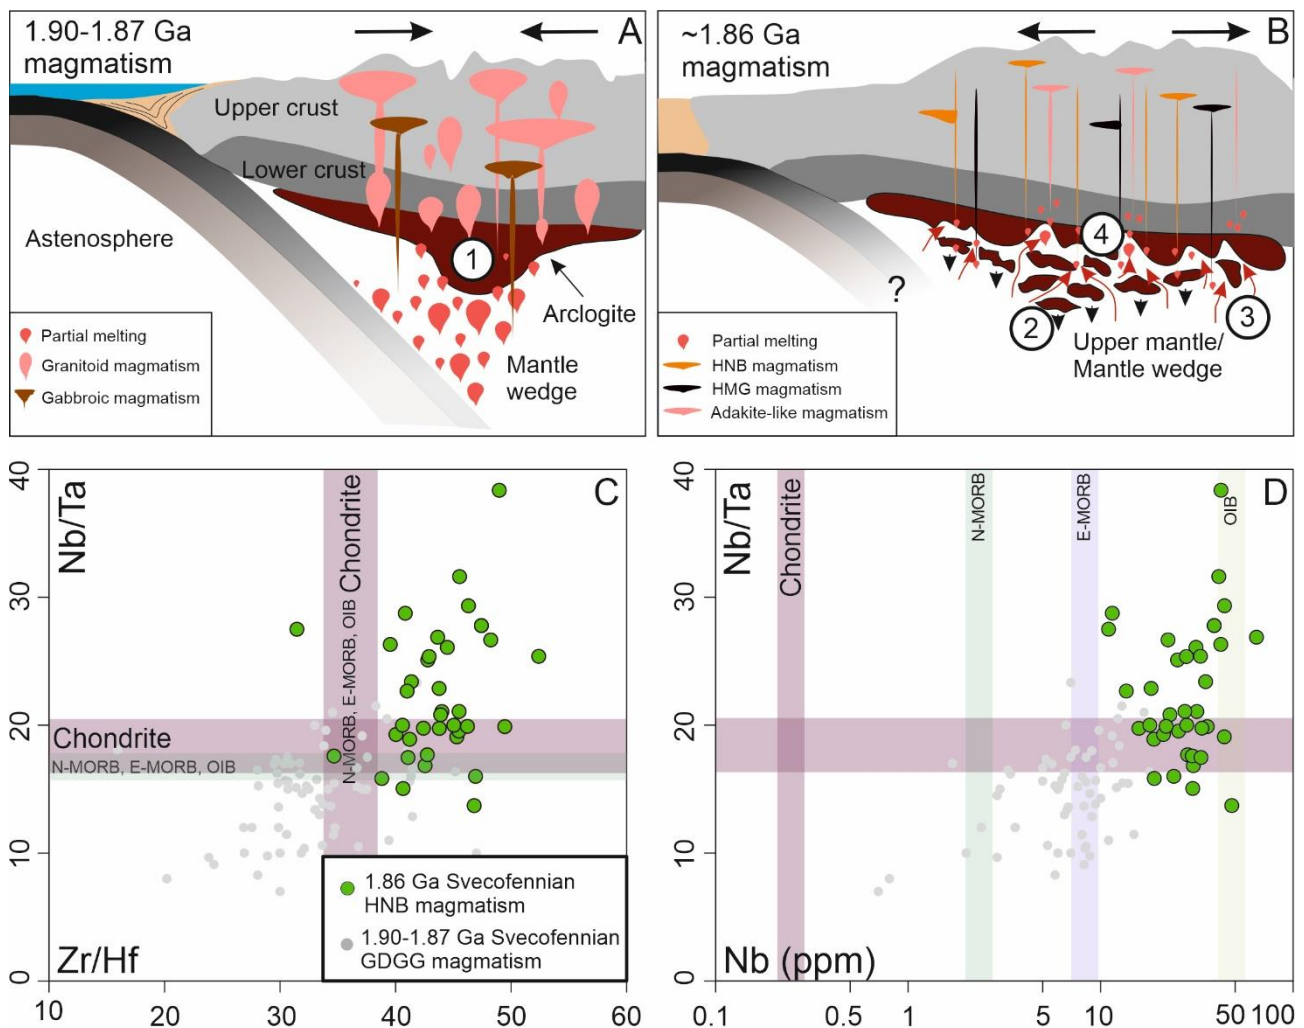 1.90-1.87 Ga
magmatism
A
Upper crust
Lower crust
Astenosphere
1
Arclogite
Mantle
wedge
Partial melting
Granitoid magmatism
Gabbroic magmatism
~1.86 Ga
magmatism
B
4
?
2
3
Upper mantle/
Mantle wedge
Partial melting
HNB magmatism
HMG magmatism
Adakite-like magmatism
C
Nb/Ta
40
30
20
10
0
Chondrite
N-MORB, E-MORB, OIB
Chondrite
N-MORB, E-MORB, OIB
1.86 Ga Svecofennian
HNB magmatism
1.90-1.87 Ga Svecofennian
GDGG magmatism
Zr/Hf
10 20 30 40 50 60
D
Nb/Ta
40
30
20
10
0
Chondrite
N-MORB
E-MORB
OIB
Nb (ppm)
0.1 0.5 1 5 10 50 100